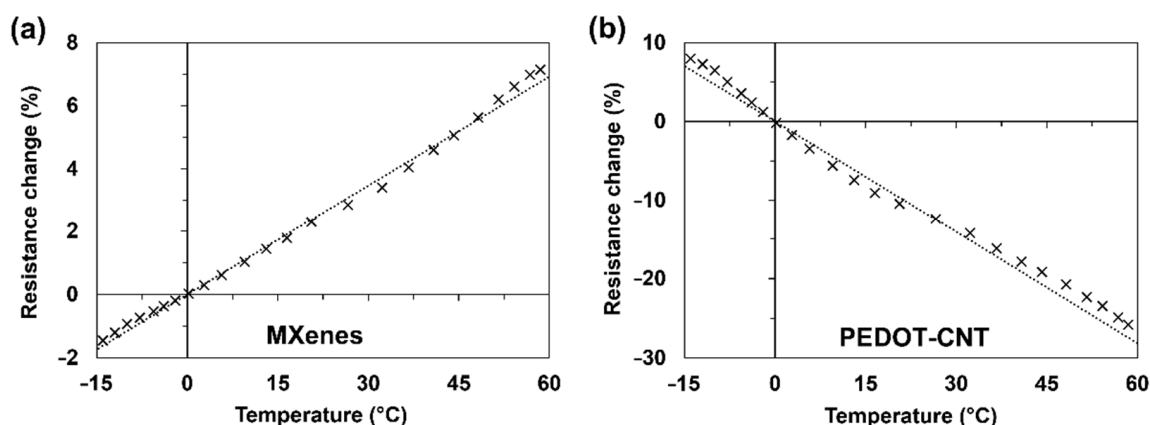 (a)
8
6
4
2
0
−2
Resistance change (%)
MXenes
−15 0 15 30 45 60
Temperature (°C)
(b)
10
0
−10
−20
−30
Resistance change (%)
PEDOT-CNT
−15 0 15 30 45 60
Temperature (°C)